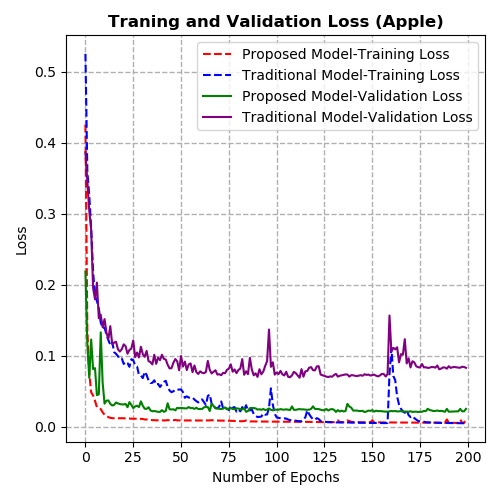 Traning and Validation Loss (Apple)
Proposed Model-Training Loss
Traditional Model-Training Loss
Proposed Model-Validation Loss
Traditional Model-Validation Loss
Loss
0.5
0.4
0.3
0.2
0.1
0.0
0 25 50 75 100 125 150 175 200
Number of Epochs